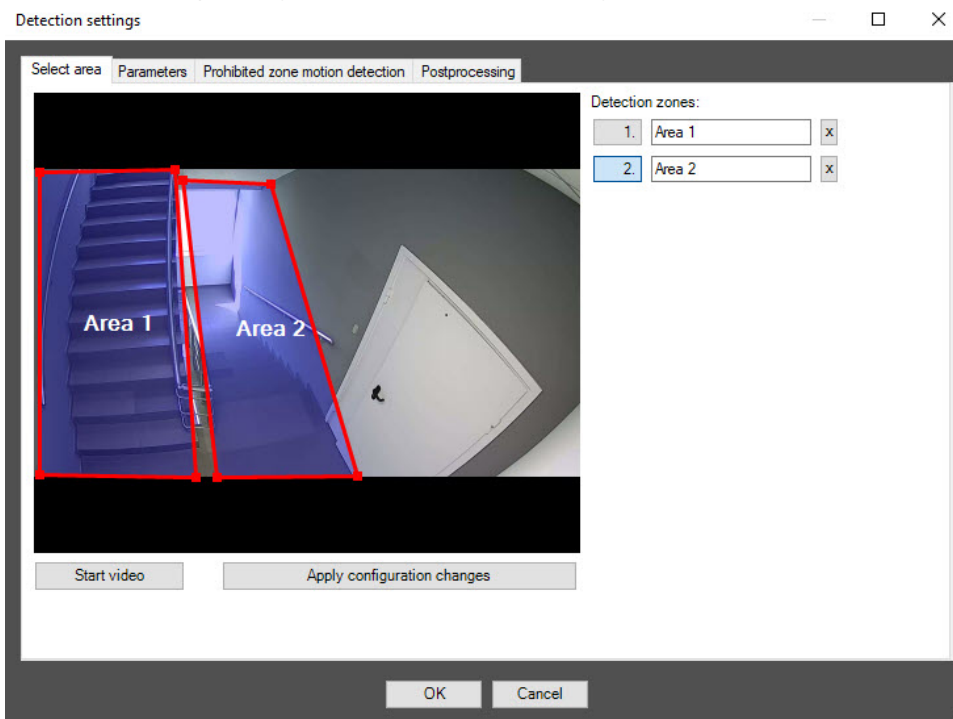 Detection settings
Select area Parameters Prohibited zone motion detection Postprocessing
Detection zones:
1. Area 1 x
2. Area 2 x
Area 1
Area 2
Start video Apply configuration changes
OK Cancel